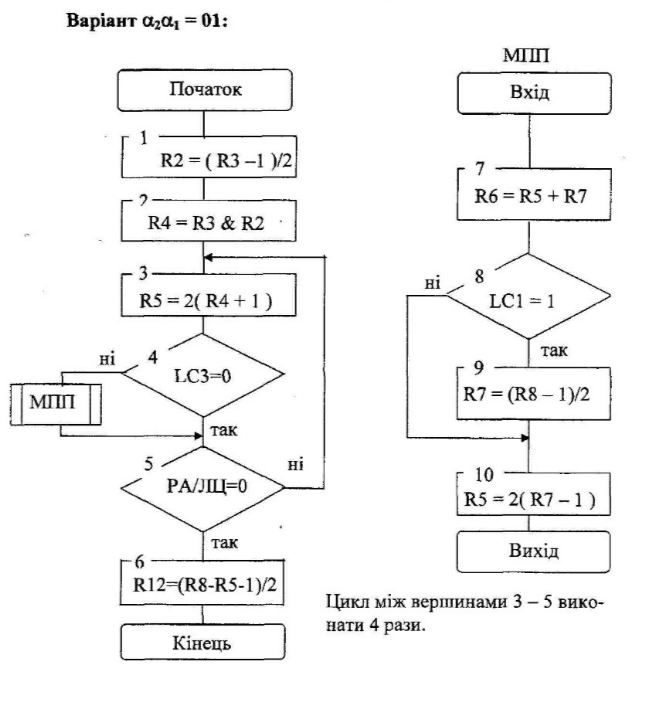 Варіант α₂α₁ = 01:
Початок
1
R2 = ( R3 –1 )/2
2
R4 = R3 & R2
3
R5 = 2( R4 + 1 )
4
LC3=0
ні
МПП
так
5
РА/ЛЦ=0
ні
так
6
R12=(R8-R5-1)/2
Кінець
МПП
Вхід
7
R6 = R5 + R7
8
LC1 = 1
ні
так
9
R7 = (R8 – 1)/2
10
R5 = 2( R7 – 1 )
Вихід
Цикл між вершинами 3 – 5 вико-
нати 4 рази.